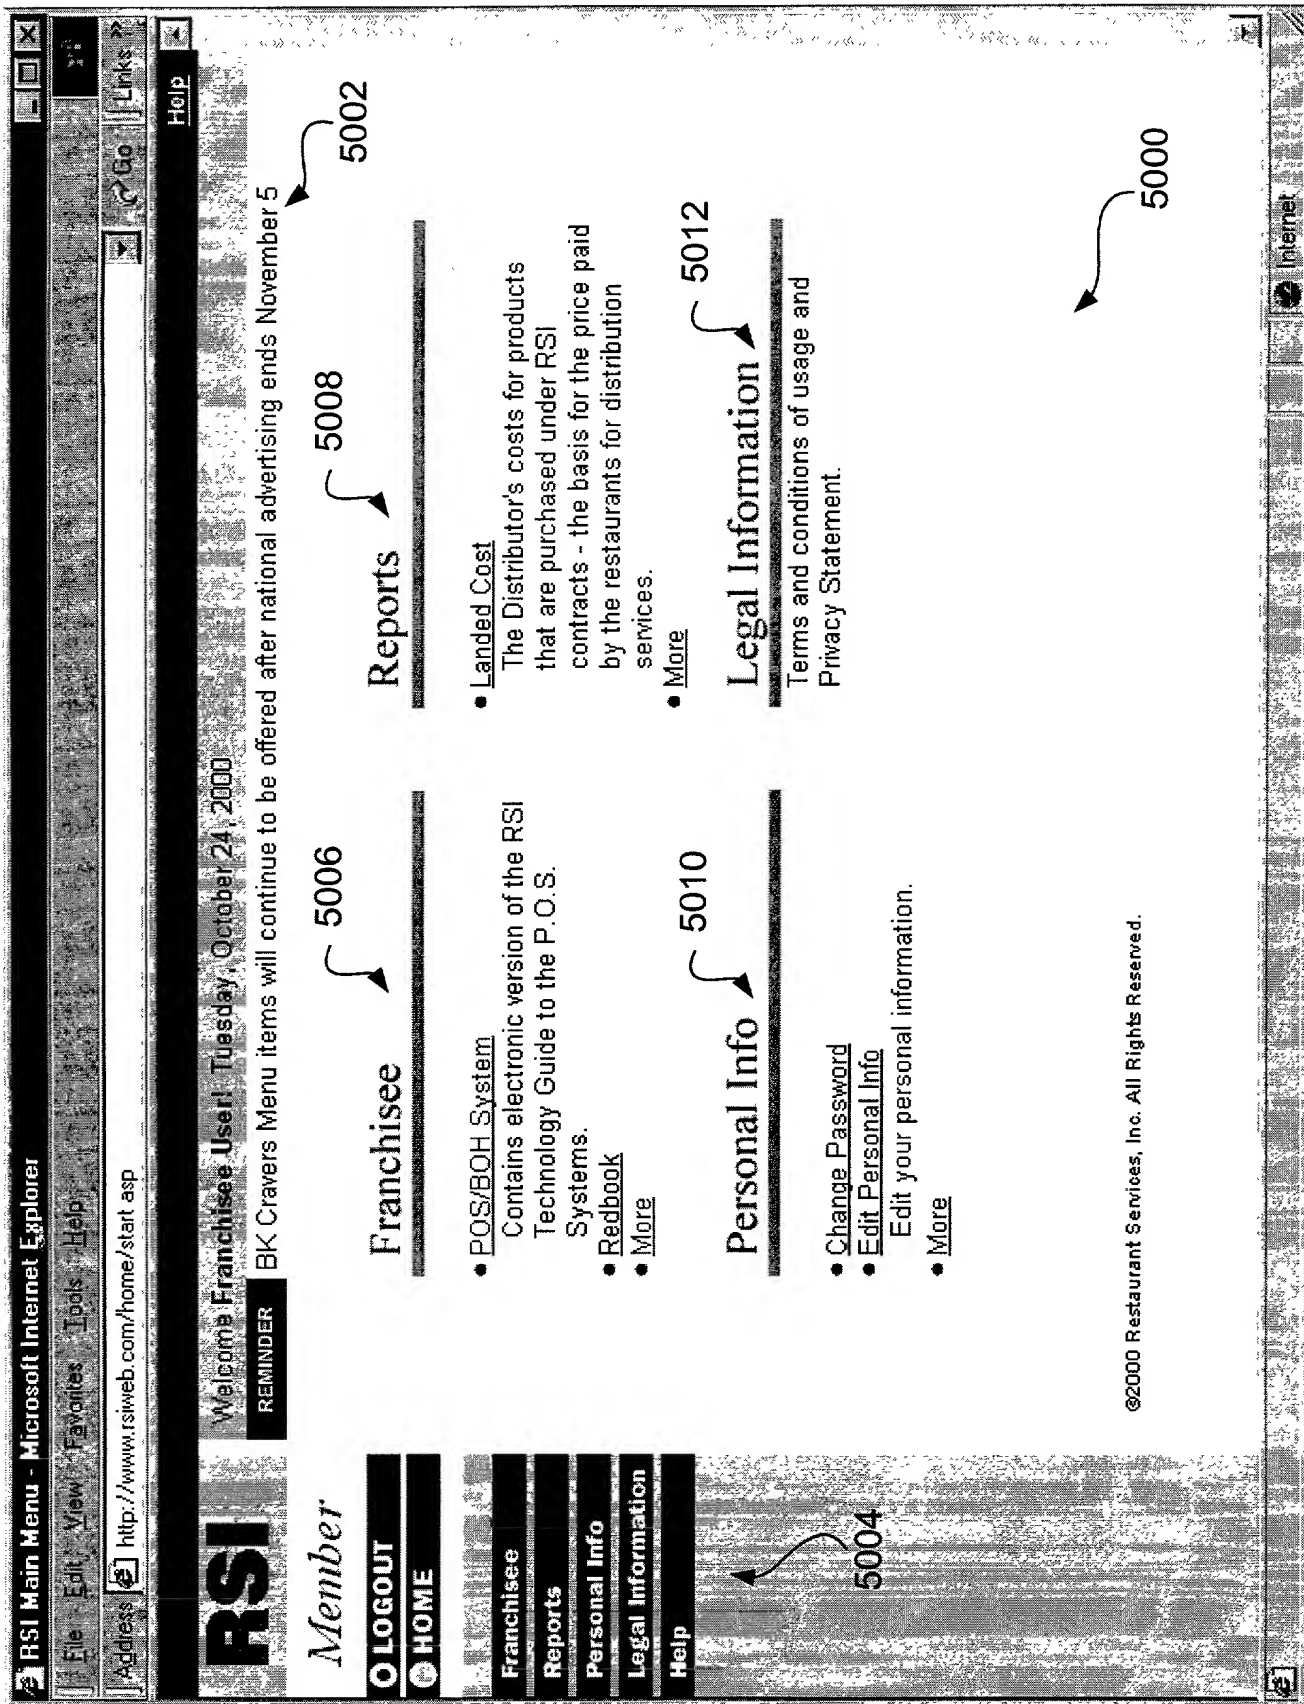 RSI Main Menu - Microsoft Internet Explorer
File Edit View Favorites Tools Help
Address http://www.rsiweb.com/home/start asp Go Links »
Help
RSI
Welcome Franchisee User! Tuesday, October 24, 2000
REMINDER BK Cravers Menu items will continue to be offered after national advertising ends November 5
5002
Member
LOGOUT
HOME
Franchisee
Reports
Personal Info
Legal Information
Help
5004
Franchisee
5006
• POS/BOH System
Contains electronic version of the RSI
Technology Guide to the P.O.S.
Systems.
• Redbook
• More
Reports
5008
• Landed Cost
The Distributor's costs for products
that are purchased under RSI
contracts - the basis for the price paid
by the restaurants for distribution
services.
• More
Personal Info
5010
• Change Password
• Edit Personal Info
Edit your personal information.
• More
Legal Information
5012
Terms and conditions of usage and
Privacy Statement.
5000
©2000 Restaurant Services, Inc. All Rights Reserved.
Internet